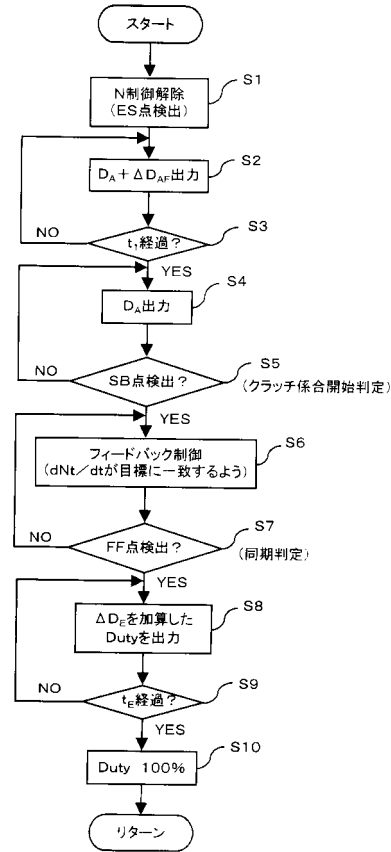 スタート
S1
N制御解除
(ES点検出)
S2
D_A+ΔD_AF出力
S3
NO
t₁経過?
YES
S4
D_A出力
S5
NO
SB点検出?
(クラッチ係合開始判定)
YES
S6
フィードバック制御
(dNt/dtが目標に一致するよう)
S7
NO
FF点検出?
(同期判定)
YES
S8
ΔD_Eを加算した
Dutyを出力
S9
NO
t_E経過?
YES
S10
Duty 100%
リターン